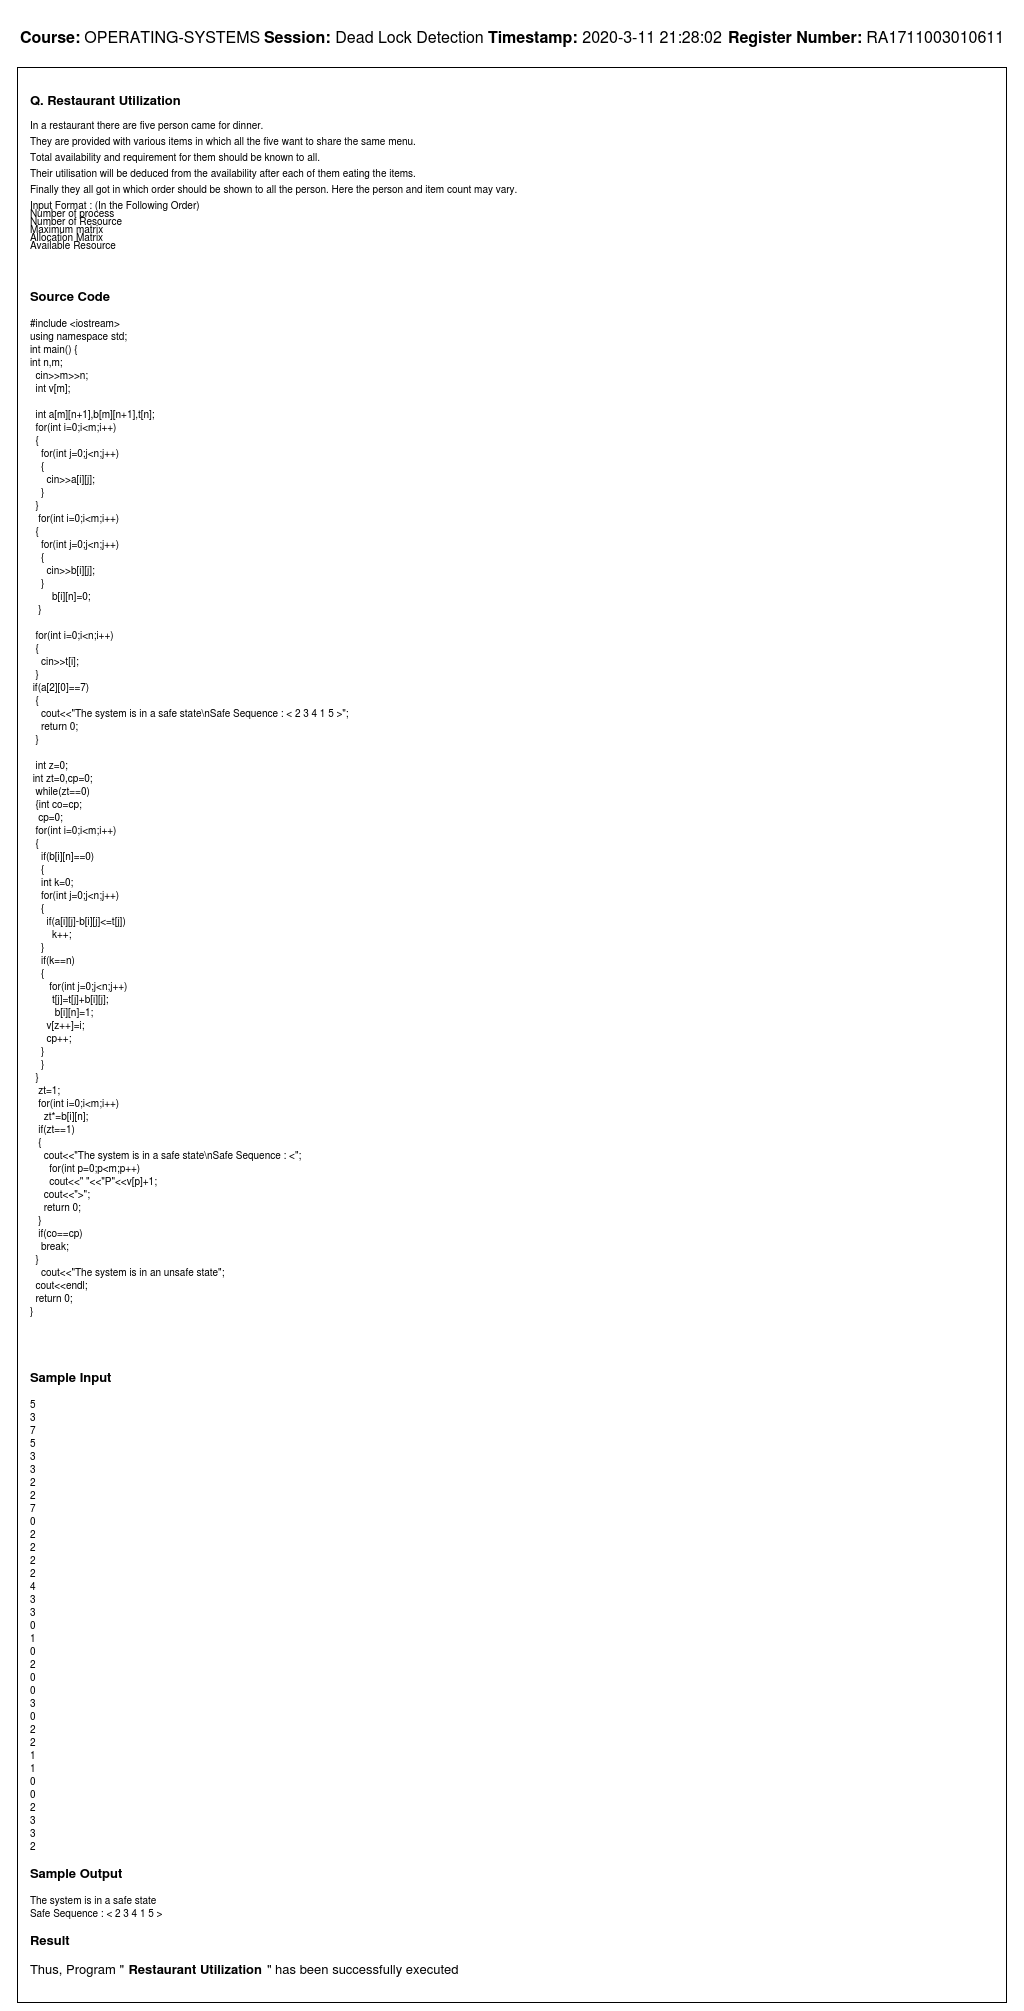 Course: OPERATING-SYSTEMS Session: Dead Lock Detection Timestamp: 2020-3-11 21:28:02 Register Number: RA1711003010611
Q. Restaurant Utilization
In a restaurant there are five person came for dinner.
They are provided with various items in which all the five want to share the same menu.
Total availability and requirement for them should be known to all.
Their utilisation will be deduced from the availability after each of them eating the items.
Finally they all got in which order should be shown to all the person. Here the person and item count may vary.
Input Format : (In the Following Order)
Number of process
Number of Resource
Maximum matrix
Allocation Matrix
Available Resource
Source Code
#include <iostream>
using namespace std;
int main() {
int n,m;
cin>>m>>n;
int v[m];
int a[m][n+1],b[m][n+1],t[n];
for(int i=0;i<m;i++)
{
for(int j=0;j<n;j++)
{
cin>>a[i][j];
}
}
for(int i=0;i<m;i++)
{
for(int j=0;j<n;j++)
{
cin>>b[i][j];
}
b[i][n]=0;
}
for(int i=0;i<n;i++)
{
cin>>t[i];
}
if(a[2][0]==7)
{
cout<<"The system is in a safe state\nSafe Sequence : < 2 3 4 1 5 >";
return 0;
}
int z=0;
int zt=0,cp=0;
while(zt==0)
{int co=cp;
cp=0;
for(int i=0;i<m;i++)
{
if(b[i][n]==0)
{
int k=0;
for(int j=0;j<n;j++)
{
if(a[i][j]-b[i][j]<=t[j])
k++;
}
if(k==n)
{
for(int j=0;j<n;j++)
t[j]=t[j]+b[i][j];
b[i][n]=1;
v[z++]=i;
cp++;
}
}
}
zt=1;
for(int i=0;i<m;i++)
zt*=b[i][n];
if(zt==1)
{
cout<<"The system is in a safe state\nSafe Sequence : <";
for(int p=0;p<m;p++)
cout<<" "<<"P"<<v[p]+1;
cout<<">";
return 0;
}
if(co==cp)
break;
}
cout<<"The system is in an unsafe state";
cout<<endl;
return 0;
}
Sample Input
5
3
7
5
3
3
2
2
7
0
2
2
2
2
4
3
3
0
1
0
2
0
0
3
0
2
2
1
1
0
0
2
3
3
2
Sample Output
The system is in a safe state
Safe Sequence : < 2 3 4 1 5 >
Result
Thus, Program " Restaurant Utilization " has been successfully executed